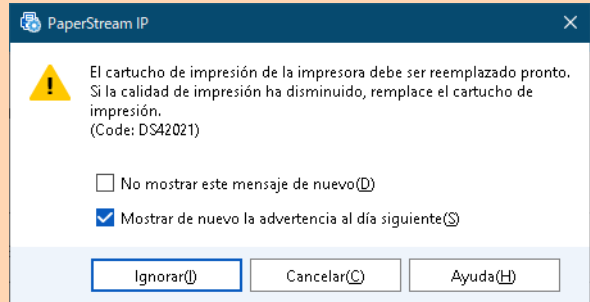 PaperStream IP
El cartucho de impresión de la impresora debe ser reemplazado pronto.
Si la calidad de impresión ha disminuido, remplace el cartucho de
impresión.
(Code: DS42021)
No mostrar este mensaje de nuevo(D)
Mostrar de nuevo la advertencia al día siguiente(S)
Ignorar(I)
Cancelar(C)
Ayuda(H)